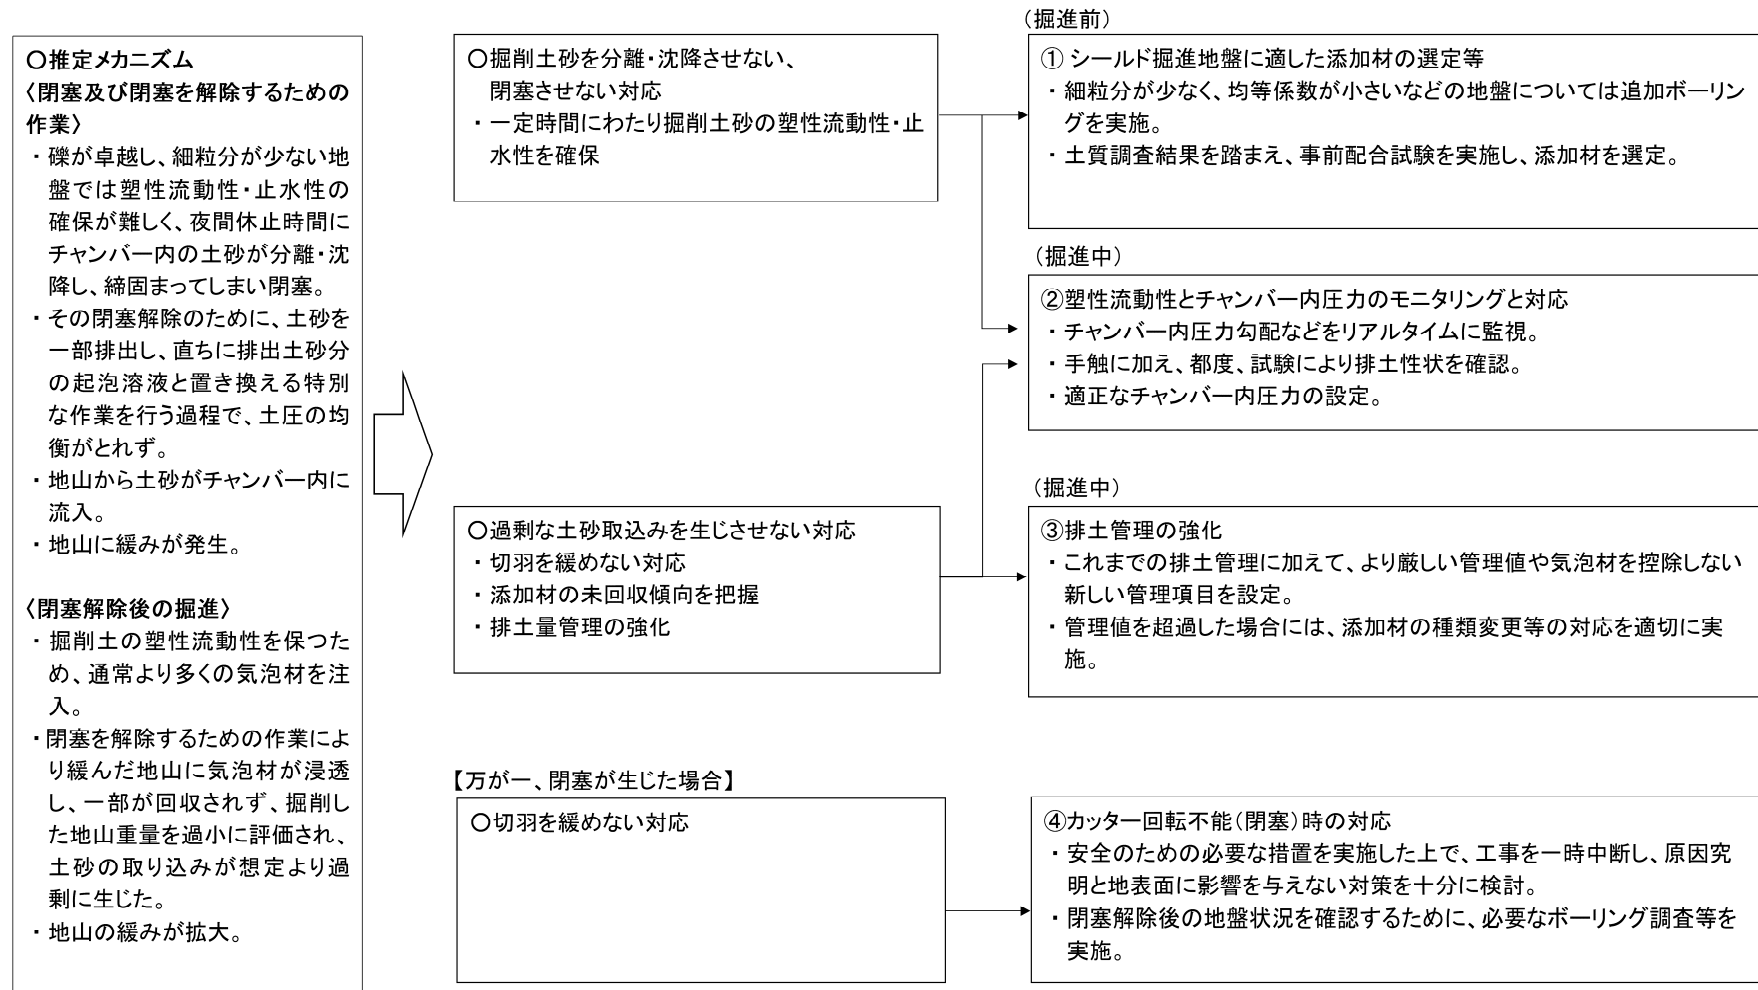 〇推定メカニズム
〈閉塞及び閉塞を解除するための
作業〉
・礫が卓越し、細粒分が少ない地
盤では塑性流動性・止水性の
確保が難しく、夜間休止時間に
チャンバー内の土砂が分離・沈
降し、締固まってしまい閉塞。
・その閉塞解除のために、土砂を
一部排出し、直ちに排出土砂分
の起泡溶液と置き換える特別
な作業を行う過程で、土圧の均
衡がとれず。
・地山から土砂がチャンバー内に
流入。
・地山に緩みが発生。
〈閉塞解除後の掘進〉
・掘削土の塑性流動性を保つた
め、通常より多くの気泡材を注
入。
・閉塞を解除するための作業によ
り緩んだ地山に気泡材が浸透
し、一部が回収されず、掘削し
た地山重量を過小に評価され、
土砂の取り込みが想定より過
剰に生じた。
・地山の緩みが拡大。
〇掘削土砂を分離・沈降させない、
閉塞させない対応
・一定時間にわたり掘削土砂の塑性流動性・止
水性を確保
〇過剰な土砂取込みを生じさせない対応
・切羽を緩めない対応
・添加材の未回収傾向を把握
・排土量管理の強化
【万が一、閉塞が生じた場合】
〇切羽を緩めない対応
（掘進前）
① シールド掘進地盤に適した添加材の選定等
・細粒分が少なく、均等係数が小さいなどの地盤については追加ボーリン
グを実施。
・土質調査結果を踏まえ、事前配合試験を実施し、添加材を選定。
（掘進中）
②塑性流動性とチャンバー内圧力のモニタリングと対応
・チャンバー内圧力勾配などをリアルタイムに監視。
・手触に加え、都度、試験により排土性状を確認。
・適正なチャンバー内圧力の設定。
（掘進中）
③排土管理の強化
・これまでの排土管理に加えて、より厳しい管理値や気泡材を控除しない
新しい管理項目を設定。
・管理値を超過した場合には、添加材の種類変更等の対応を適切に実
施。
④カッター回転不能（閉塞）時の対応
・安全のための必要な措置を実施した上で、工事を一時中断し、原因究
明と地表面に影響を与えない対策を十分に検討。
・閉塞解除後の地盤状況を確認するために、必要なボーリング調査等を
実施。